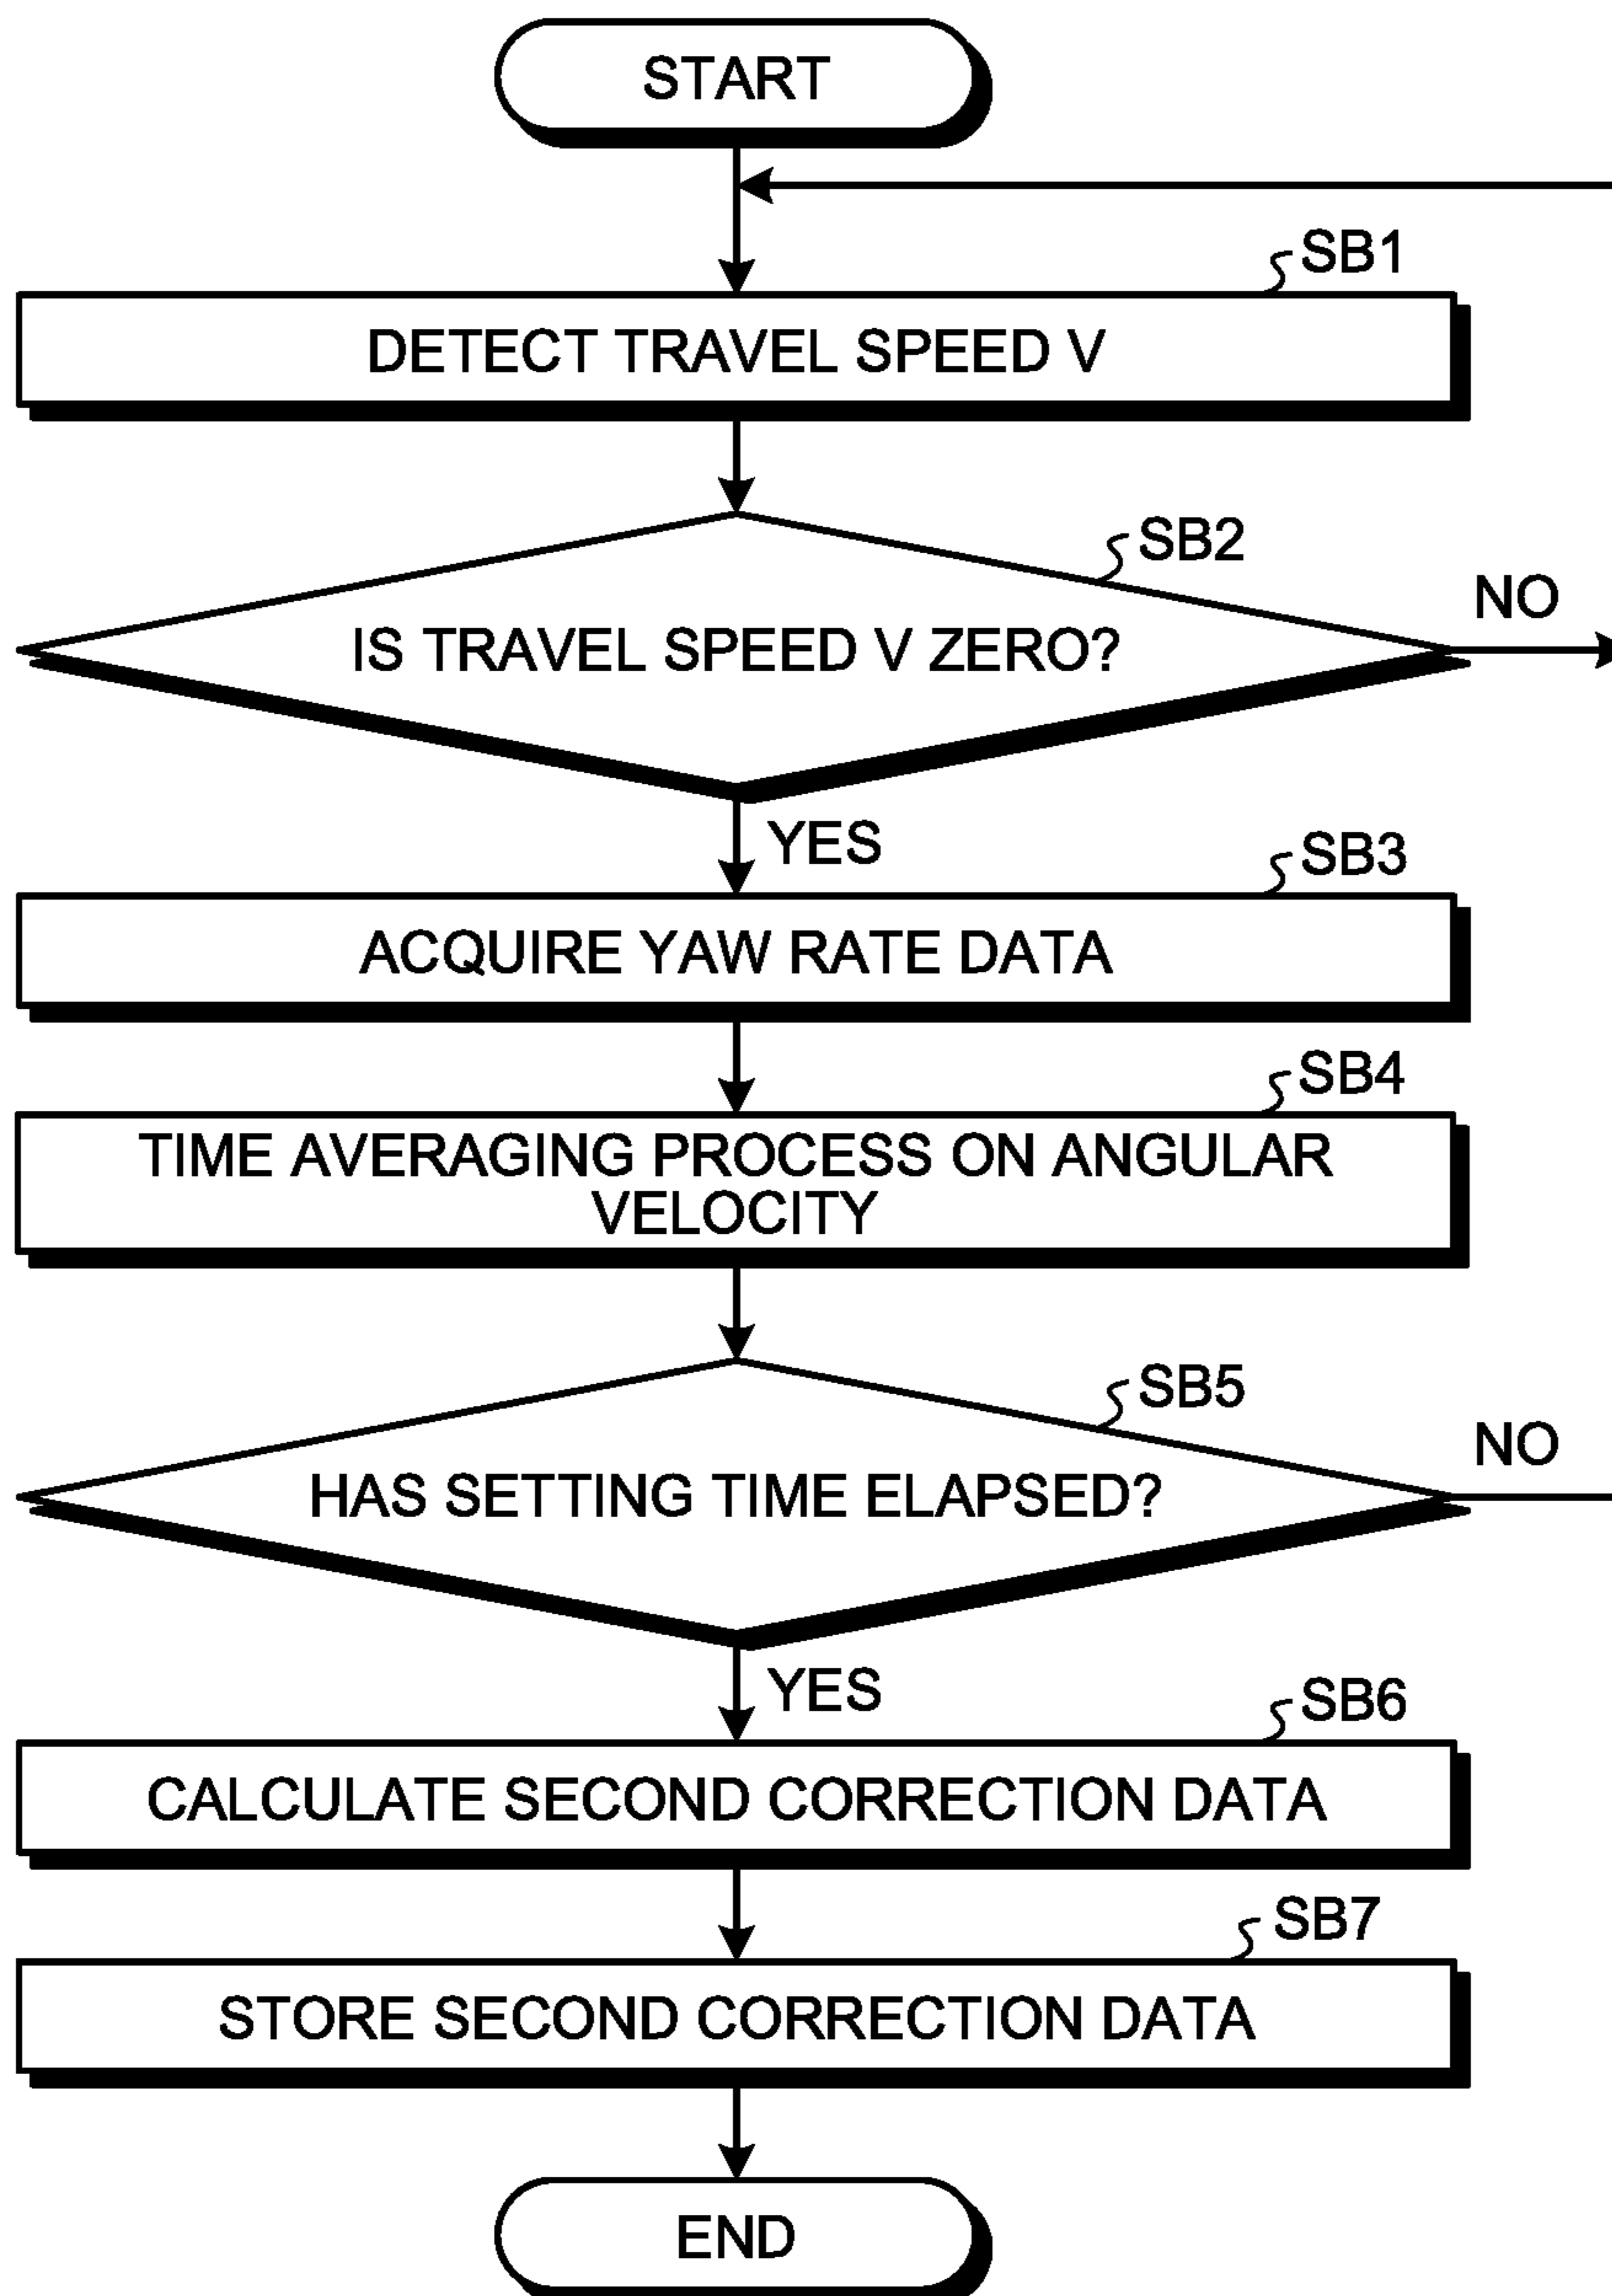 START
SB1
DETECT TRAVEL SPEED V
SB2
IS TRAVEL SPEED V ZERO?
NO
YES
SB3
ACQUIRE YAW RATE DATA
SB4
TIME AVERAGING PROCESS ON ANGULAR
VELOCITY
SB5
HAS SETTING TIME ELAPSED?
NO
YES
SB6
CALCULATE SECOND CORRECTION DATA
SB7
STORE SECOND CORRECTION DATA
END